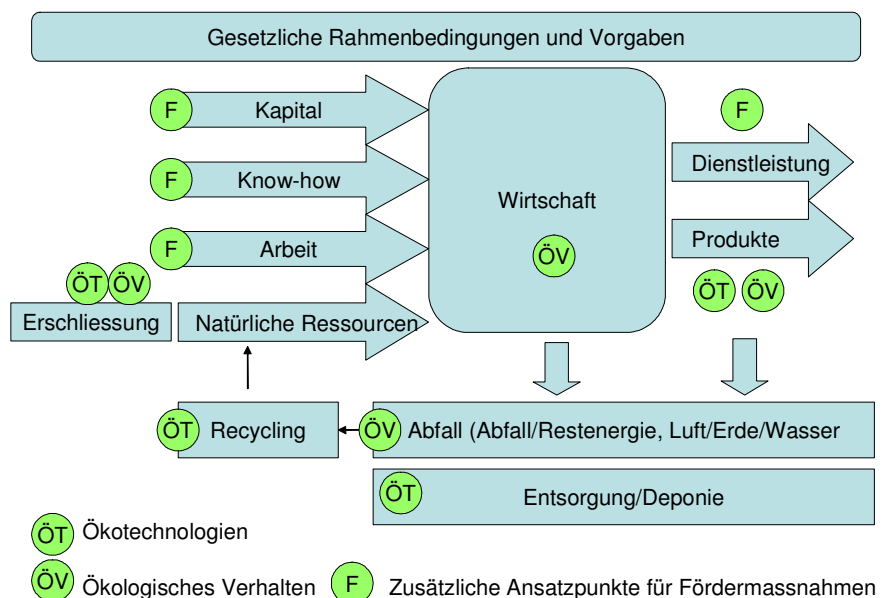 Gesetzliche Rahmenbedingungen und Vorgaben
F Kapital
F
Dienstleistung
F Know-how
Wirtschaft
ÖV
F Arbeit
Produkte
ÖT ÖV
ÖT ÖV
Erschliessung
Natürliche Ressourcen
ÖT Recycling
ÖV Abfall (Abfall/Restenergie, Luft/Erde/Wasser
ÖT Entsorgung/Deponie
ÖT Ökotechnologien
ÖV Ökologisches Verhalten
F Zusätzliche Ansatzpunkte für Fördermassnahmen